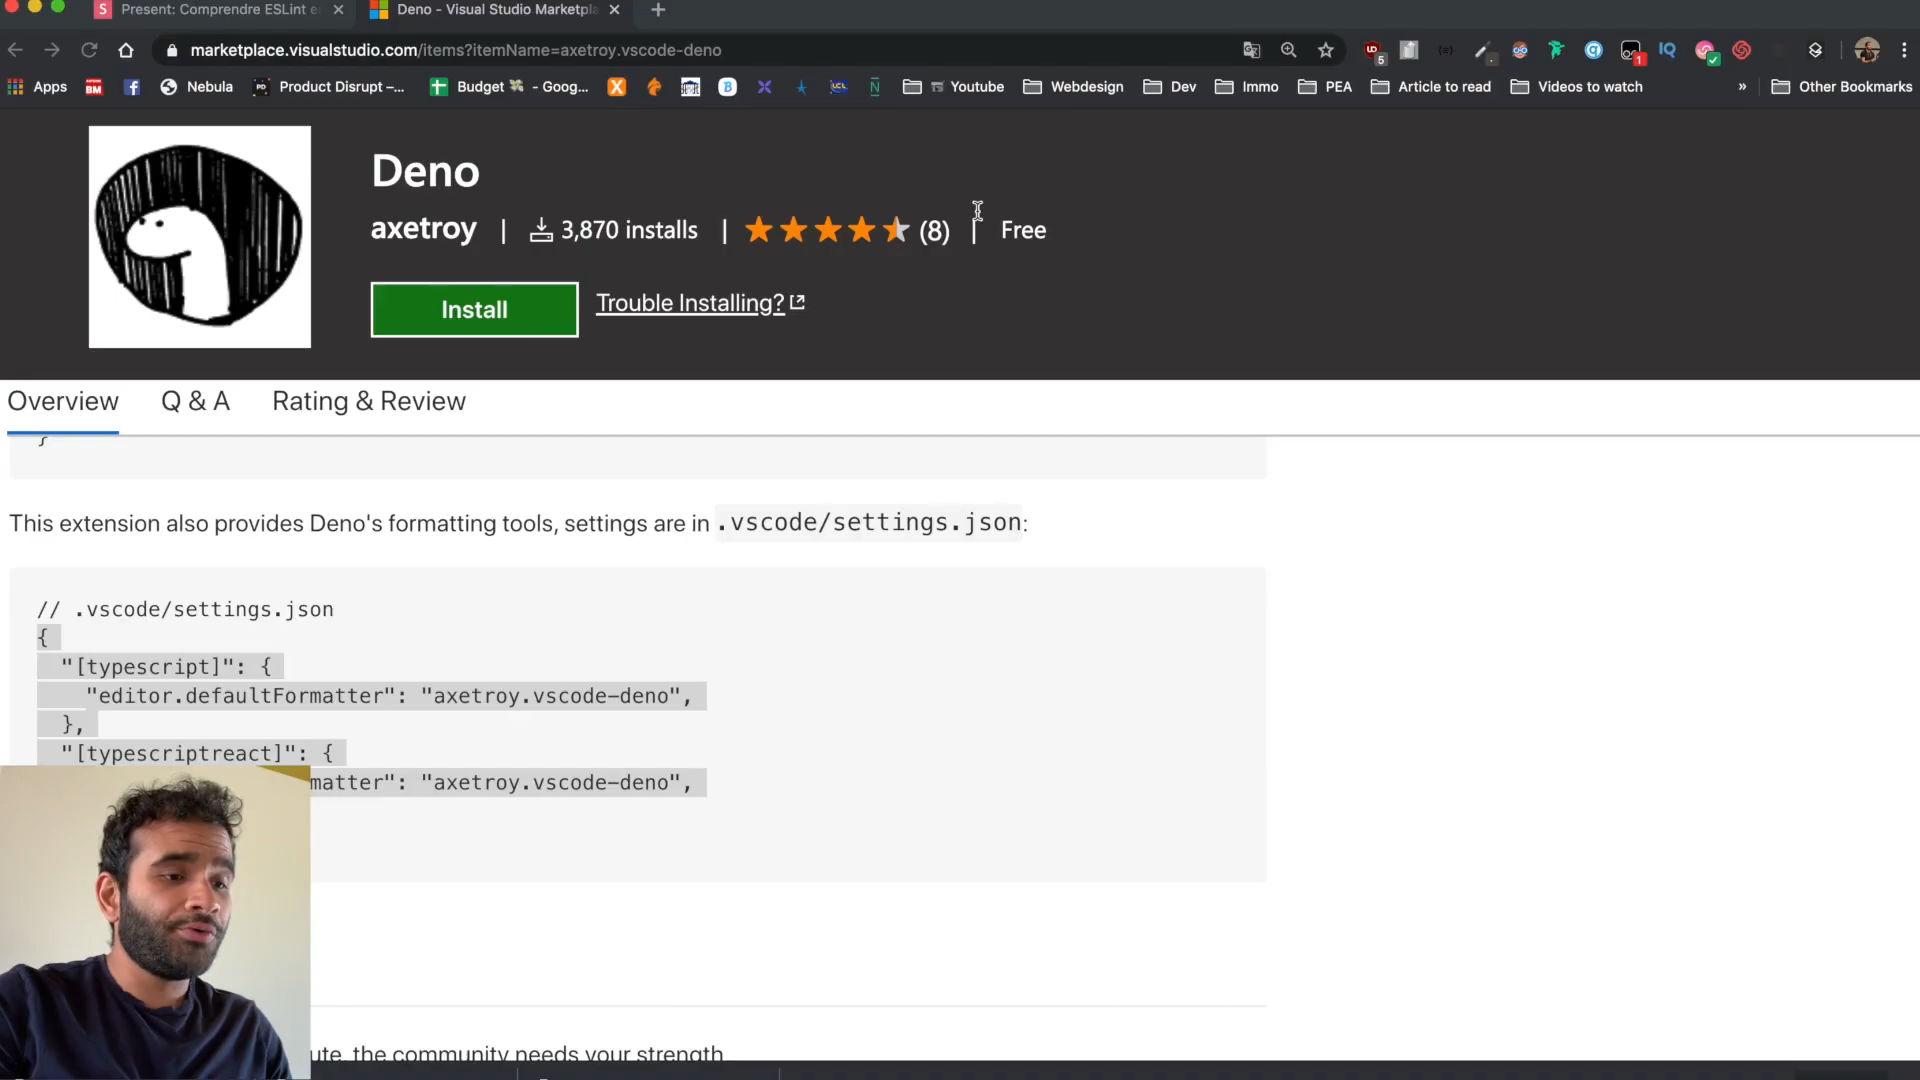 Present: Comprendre ESLint e
Deno - Visual Studio Marketpla
marketplace.visualstudio.com/items?itemName=axetroy.vscode-deno
Apps
Nebula
Product Disrupt –...
Budget 💸 - Goog...
Youtube
Webdesign
Dev
Immo
PEA
Article to read
Videos to watch
»
Other Bookmarks
Deno
axetroy | 3,870 installs | (8) | Free
Install
Trouble Installing?
Overview
Q & A
Rating & Review
}
This extension also provides Deno's formatting tools, settings are in .vscode/settings.json:
// .vscode/settings.json
{
"[typescript]": {
"editor.defaultFormatter": "axetroy.vscode-deno",
},
"[typescriptreact]": {
matter": "axetroy.vscode-deno",
ute, the community needs your strength